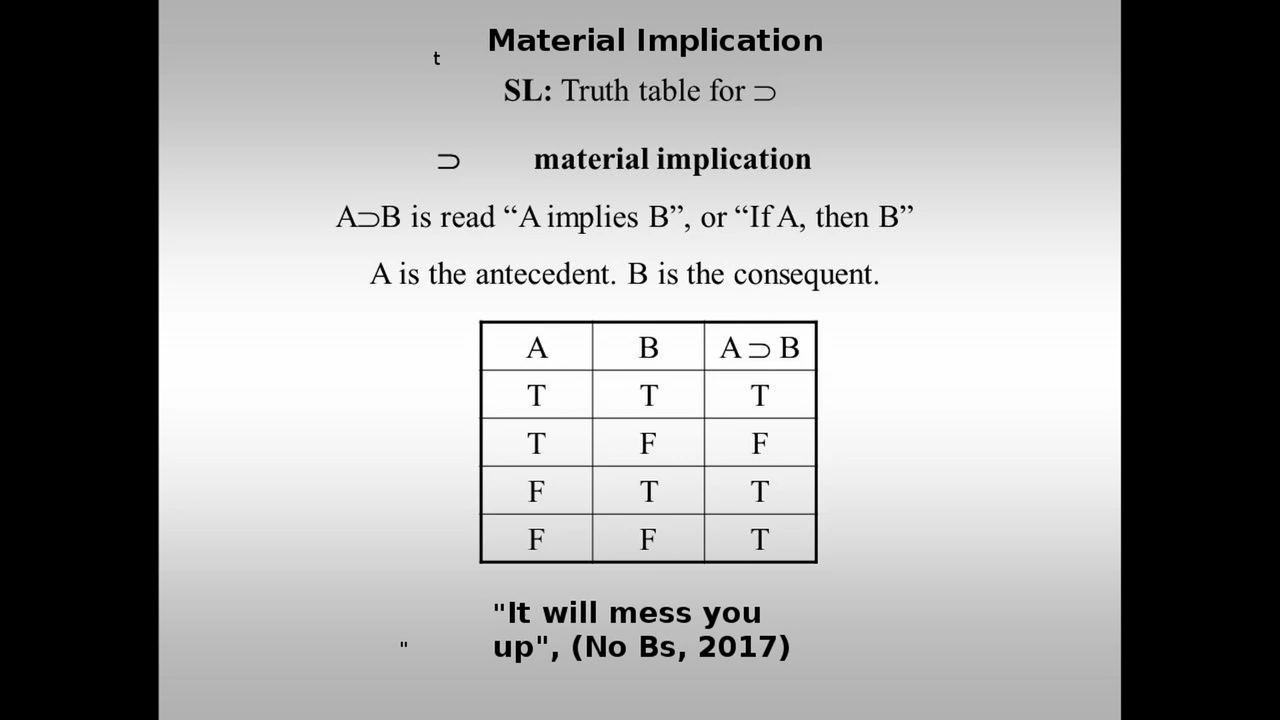 Material Implication
t
SL: Truth table for ⊃
⊃ material implication
A⊃B is read “A implies B”, or “If A, then B”
A is the antecedent. B is the consequent.
A B A ⊃ B
T T T
T F F
F T T
F F T
"It will mess you
" up", (No Bs, 2017)